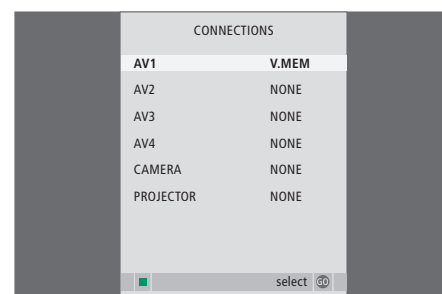 CONNECTIONS
AV1 V.MEM
AV2 NONE
AV3 NONE
AV4 NONE
CAMERA NONE
PROJECTOR NONE
select GO